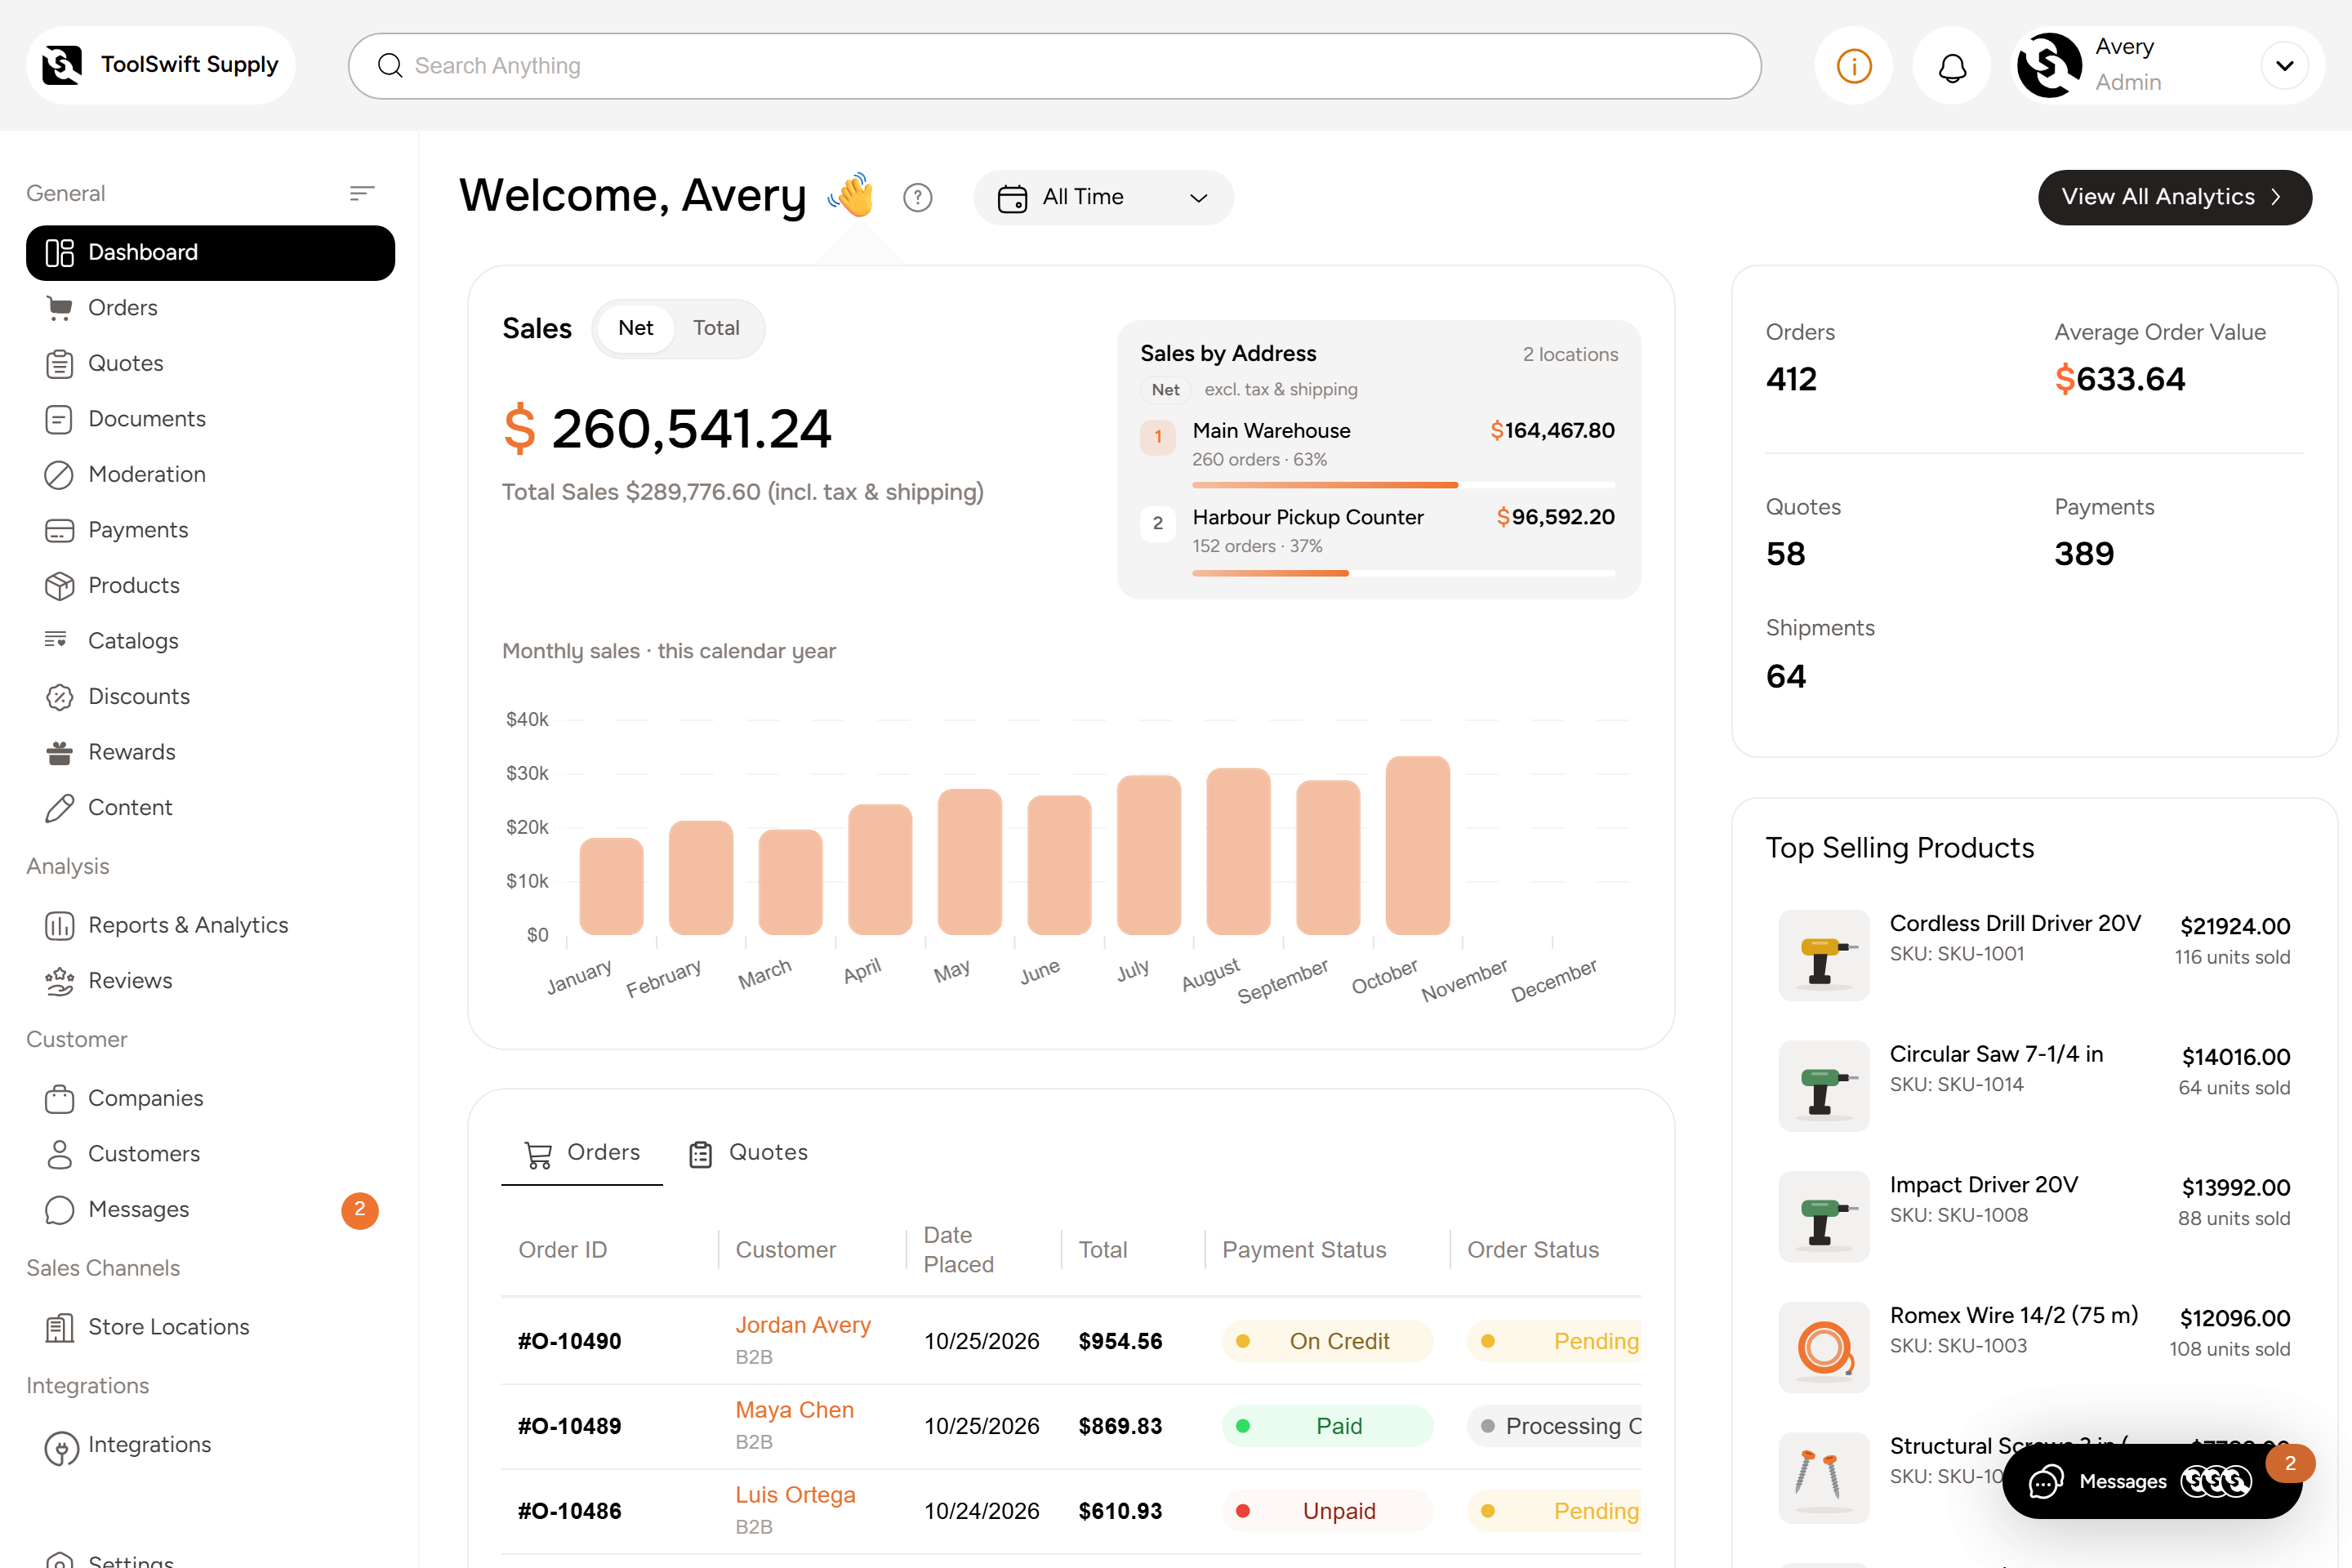 ToolSwift Supply
Search Anything
Avery
Admin
General
Dashboard
Orders
Quotes
Documents
Moderation
Payments
Products
Catalogs
Discounts
Rewards
Content
Analysis
Reports & Analytics
Reviews
Customer
Companies
Customers
Messages
2
Sales Channels
Store Locations
Integrations
Integrations
Settings
Welcome, Avery
All Time
View All Analytics
Sales
Net
Total
$ 260,541.24
Total Sales $289,776.60 (incl. tax & shipping)
Sales by Address
2 locations
Net
excl. tax & shipping
1
Main Warehouse
$164,467.80
260 orders · 63%
2
Harbour Pickup Counter
$96,592.20
152 orders · 37%
Monthly sales · this calendar year
$40k
$30k
$20k
$10k
$0
January
February
March
April
May
June
July
August
September
October
November
December
Orders
412
Average Order Value
$633.64
Quotes
58
Payments
389
Shipments
64
Top Selling Products
Cordless Drill Driver 20V
$21924.00
SKU: SKU-1001
116 units sold
Circular Saw 7-1/4 in
$14016.00
SKU: SKU-1014
64 units sold
Impact Driver 20V
$13992.00
SKU: SKU-1008
88 units sold
Romex Wire 14/2 (75 m)
$12096.00
SKU: SKU-1003
108 units sold
Structural
SKU: SKU-10
Messages
2
Orders
Quotes
Order ID
Customer
Date Placed
Total
Payment Status
Order Status
#O-10490
Jordan Avery
B2B
10/25/2026
$954.56
On Credit
Pending
#O-10489
Maya Chen
B2B
10/25/2026
$869.83
Paid
Processing
#O-10486
Luis Ortega
B2B
10/24/2026
$610.93
Unpaid
Pending